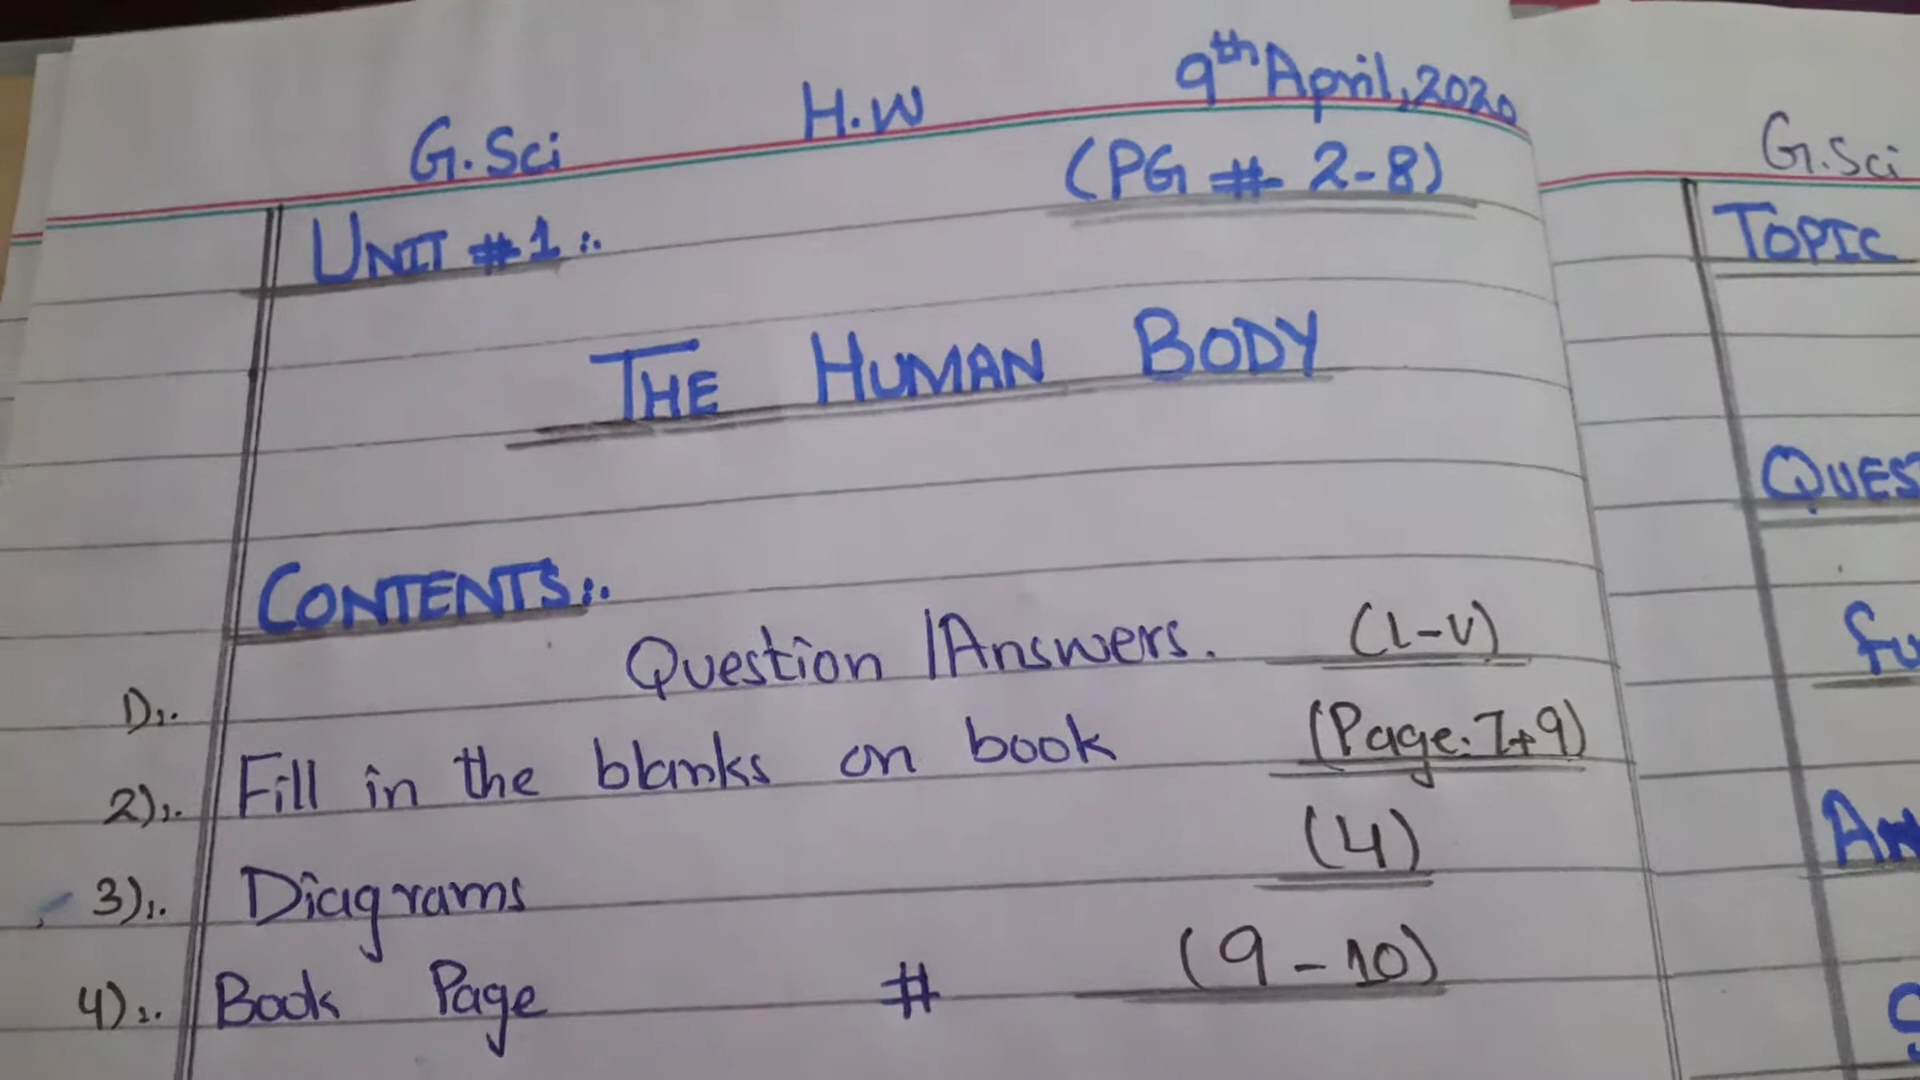 G.Sci H.W 9th April, 2020
(PG # 2-8)
UNIT #1:.
THE HUMAN BODY
CONTENTS:.
1):. Question / Answers. (i-v)
2):. Fill in the blanks on book (Page: 7+9)
3):. Diagrams (4)
4):. Book Page # (9-10)
G.Sci
TOPIC